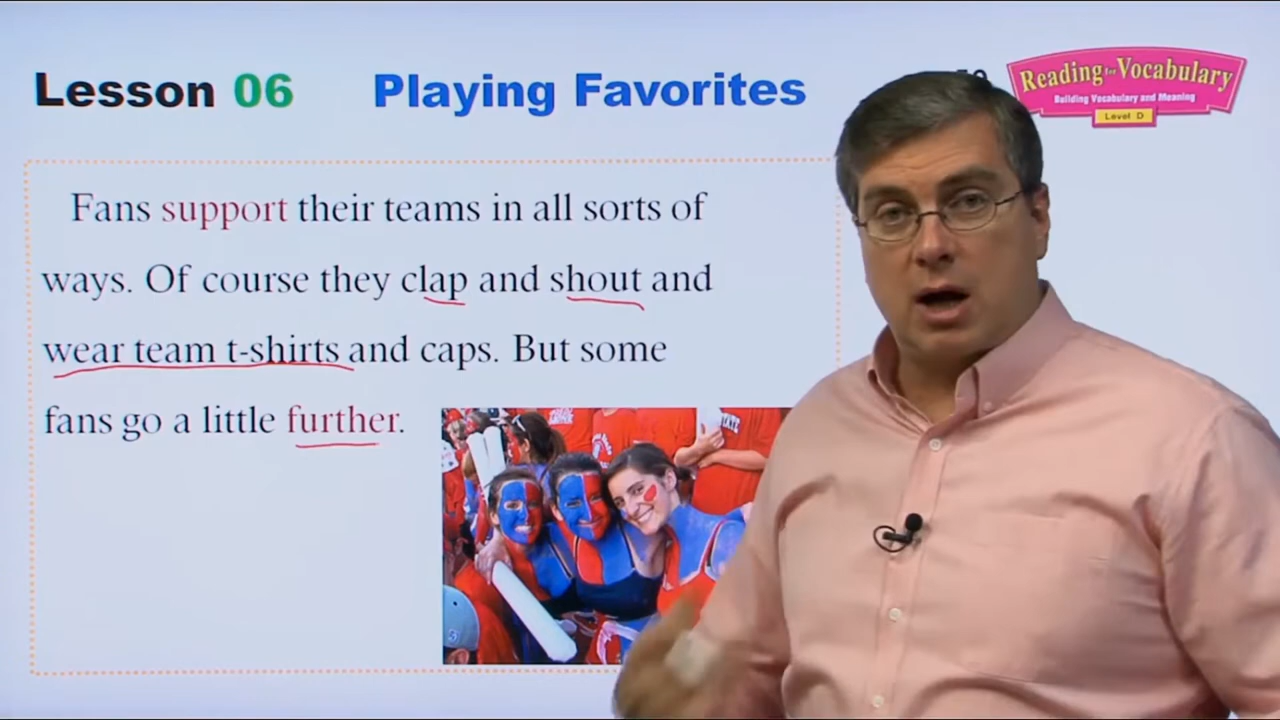 Lesson 06 Playing Favorites
Reading for Vocabulary
Building Vocabulary and Meaning
Level D
Fans support their teams in all sorts of
ways. Of course they clap and shout and
wear team t-shirts and caps. But some
fans go a little further.
STATE